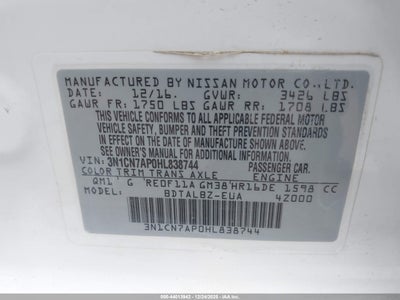 MANUFACTURED BY NISSAN MOTOR CO., LTD.
DATE: 12/16. GVWR: 3426 LBS
GAWR FR: 1750 LBS GAWR RR: 1708 LBS
THIS VEHICLE CONFORMS TO ALL
APPLICABLE FEDERAL MOTOR
VEHICLE SAFETY, BUMPER AND
THEFT PREVENTION STANDARDS
IN EFFECT ON THE DATE OF
MANUFACTURE SHOWN ABOVE.
SEE OWNER'S MANUAL FOR
ADDITIONAL INFORMATION.
VIN: 3N1CN7AP0HL838744 PASSENGER CAR
COLOR TRIM TRANS AXLE ENGINE
QM1 G RE0F11A GM38 HR16DE 1598 CC
MODEL: BDTALBZ-EUA 4Z000
3N1CN7AP0HL838744